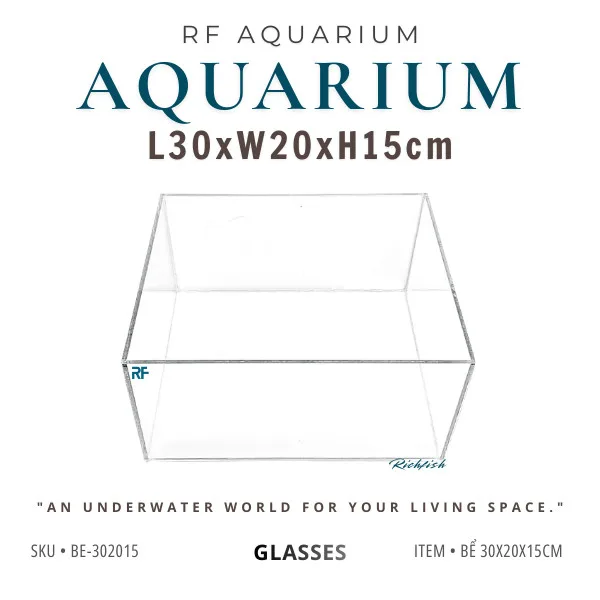 RF AQUARIUM
AQUARIUM
L30xW20xH15cm
RF
Richfish
"AN UNDERWATER WORLD FOR YOUR LIVING SPACE."
SKU • BE-302015
GLASSES
ITEM • BỂ 30X20X15CM